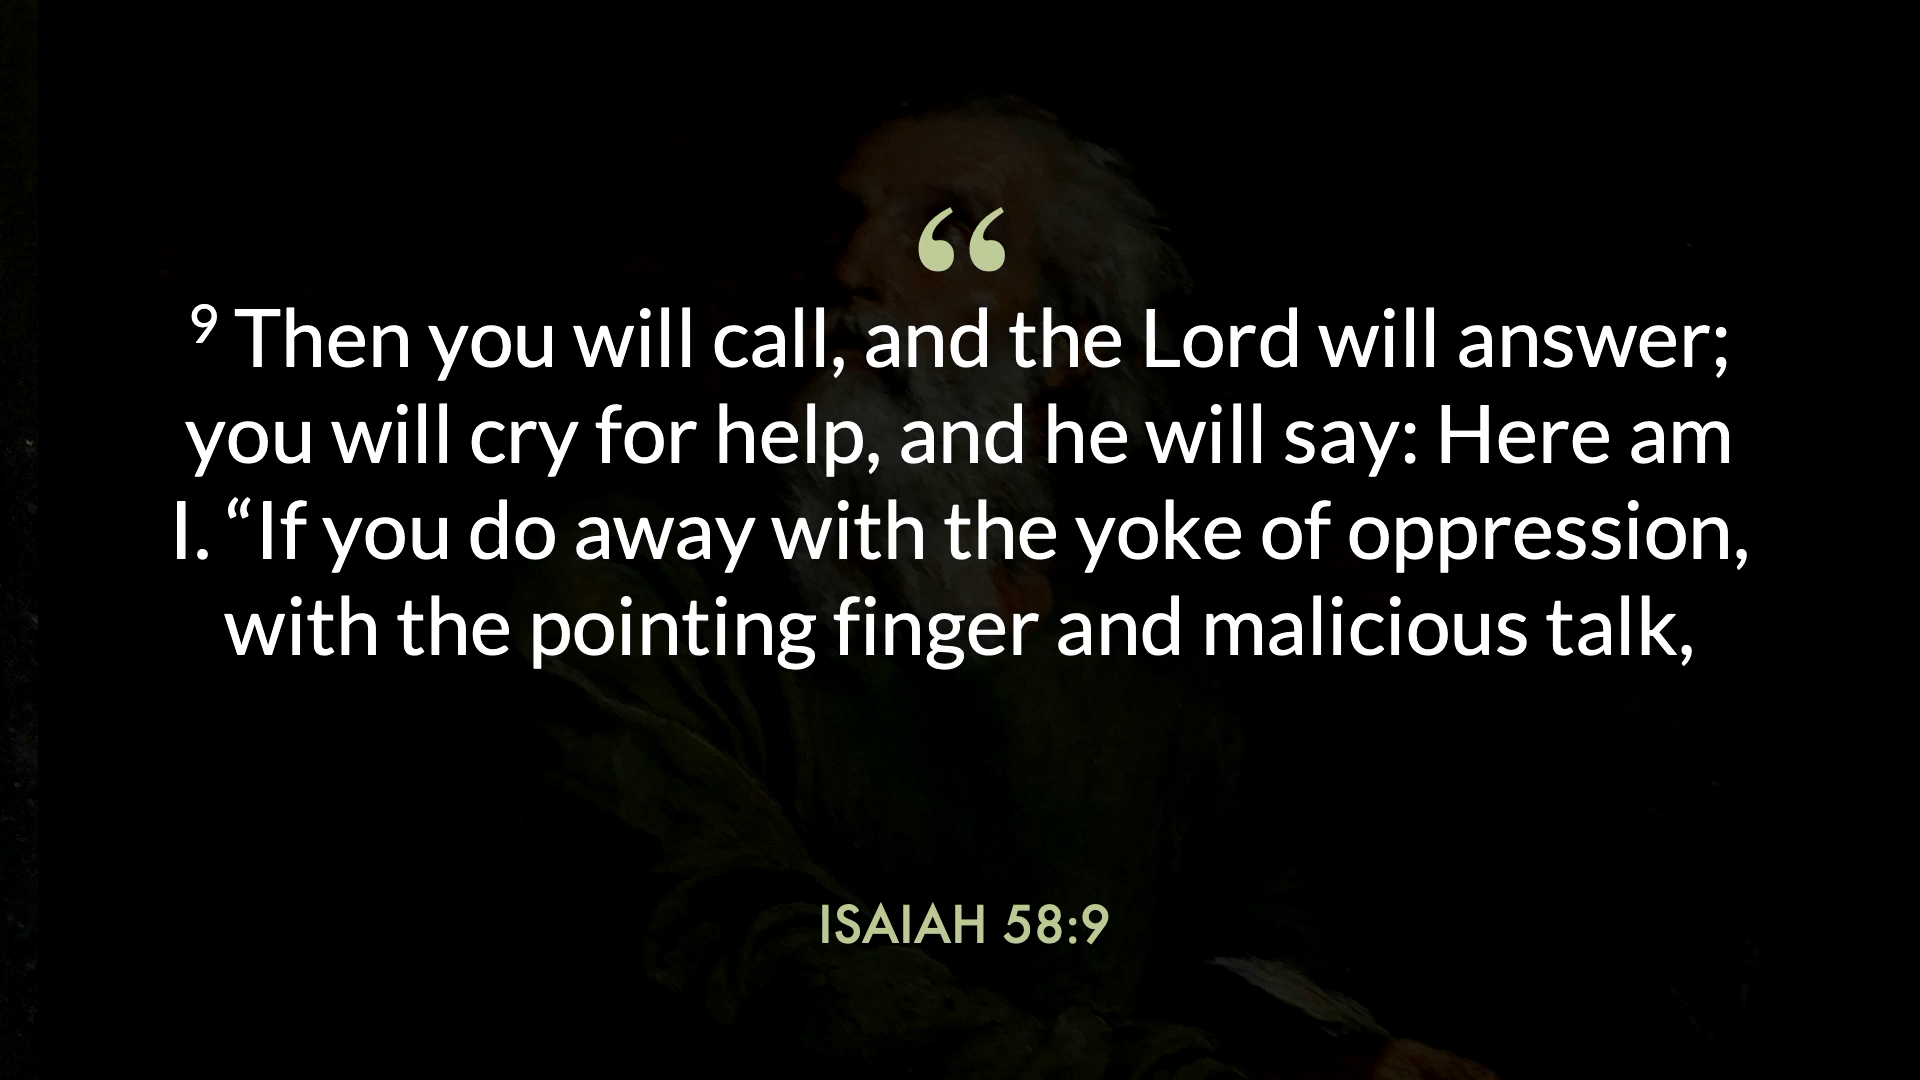 “
⁹ Then you will call, and the Lord will answer;
you will cry for help, and he will say: Here am
I. “If you do away with the yoke of oppression,
with the pointing finger and malicious talk,
ISAIAH 58:9